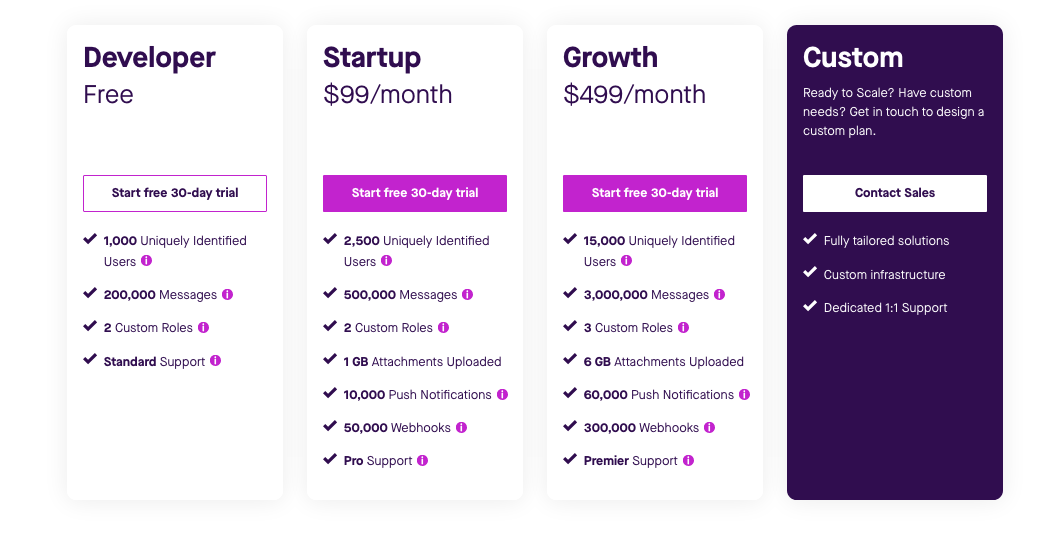 Developer
Free
Start free 30-day trial
1,000 Uniquely Identified
Users
200,000 Messages
2 Custom Roles
Standard Support
Startup
$99/month
Start free 30-day trial
2,500 Uniquely Identified
Users
500,000 Messages
2 Custom Roles
1 GB Attachments Uploaded
10,000 Push Notifications
50,000 Webhooks
Pro Support
Growth
$499/month
Start free 30-day trial
15,000 Uniquely Identified
Users
3,000,000 Messages
3 Custom Roles
6 GB Attachments Uploaded
60,000 Push Notifications
300,000 Webhooks
Premier Support
Custom
Ready to Scale? Have custom
needs? Get in touch to design a
custom plan.
Contact Sales
Fully tailored solutions
Custom infrastructure
Dedicated 1:1 Support